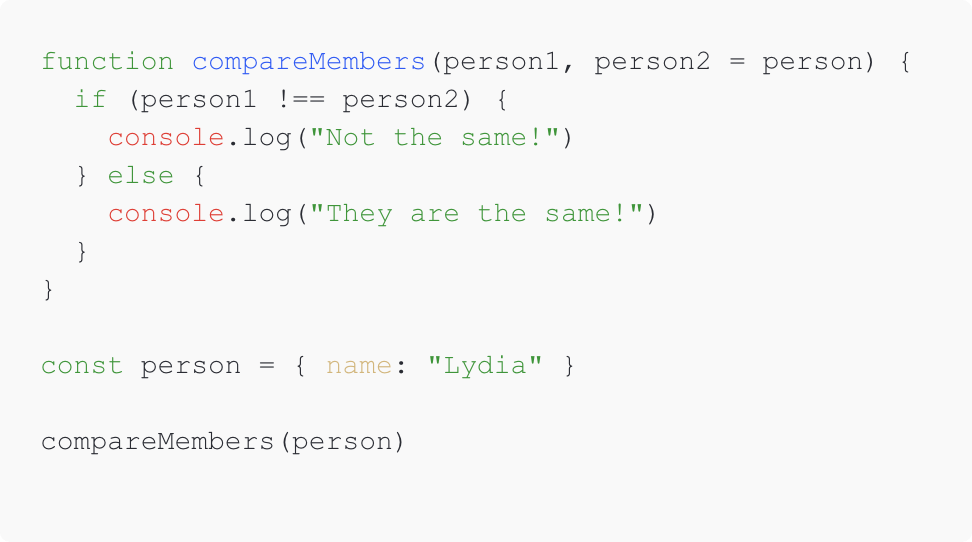 function compareMembers(person1, person2 = person) {
  if (person1 !== person2) {
    console.log("Not the same!")
  } else {
    console.log("They are the same!")
  }
}

const person = { name: "Lydia" }

compareMembers(person)